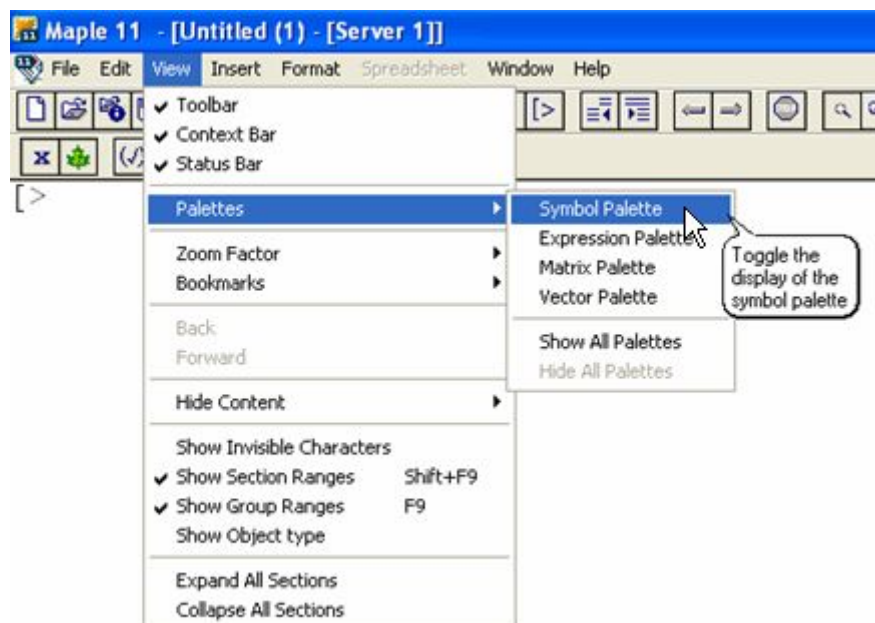 Maple 11 - [Untitled (1) - [Server 1]]
File Edit View Insert Format Spreadsheet Window Help
[>
x
[>
Toolbar
Context Bar
Status Bar
Palettes
Zoom Factor
Bookmarks
Back
Forward
Hide Content
Show Invisible Characters
Show Section Ranges Shift+F9
Show Group Ranges F9
Show Object type
Expand All Sections
Collapse All Sections
Symbol Palette
Expression Palette
Matrix Palette
Vector Palette
Show All Palettes
Hide All Palettes
Toggle the
display of the
symbol palette